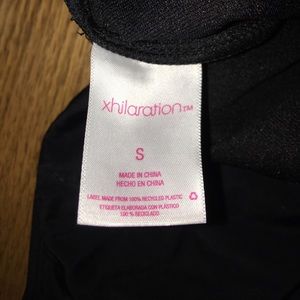 xhilaration™
S
MADE IN CHINA
HECHO EN CHINA
LABEL MADE FROM 100% RECYCLED PLASTIC
ETIQUETA ELABORADA CON PLÁSTICO
100 % RECICLADO